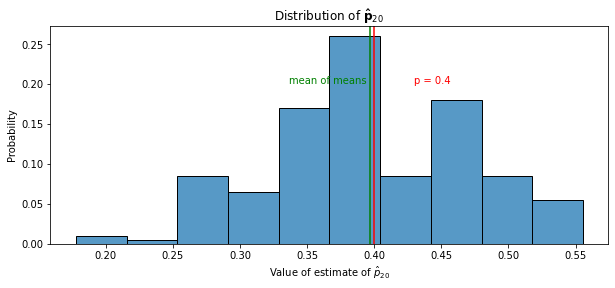 Distribution of p̂₂₀
Probability
0.25
0.20
0.15
0.10
0.05
0.00
mean of means
p = 0.4
0.20 0.25 0.30 0.35 0.40 0.45 0.50 0.55
Value of estimate of p̂₂₀